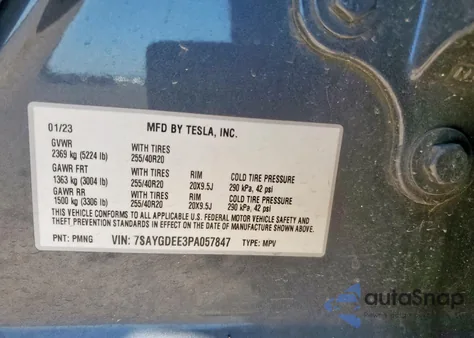 01/23 MFD BY TESLA, INC.
GVWR WITH TIRES
2369 kg (5224 lb) 255/40R20
GAWR FRT WITH TIRES RIM COLD TIRE PRESSURE
1363 kg (3004 lb) 255/40R20 20X9.5J 290 kPa, 42 psi
GAWR RR WITH TIRES RIM COLD TIRE PRESSURE
1500 kg (3306 lb) 255/40R20 20X9.5J 290 kPa, 42 psi
THIS VEHICLE CONFORMS TO ALL APPLICABLE U.S. FEDERAL MOTOR VEHICLE SAFETY AND
THEFT PREVENTION STANDARDS IN EFFECT ON THE DATE OF MANUFACTURE SHOWN ABOVE.
PNT: PMNG VIN: 7SAYGDEE3PA057847 TYPE: MPV
autoSnap